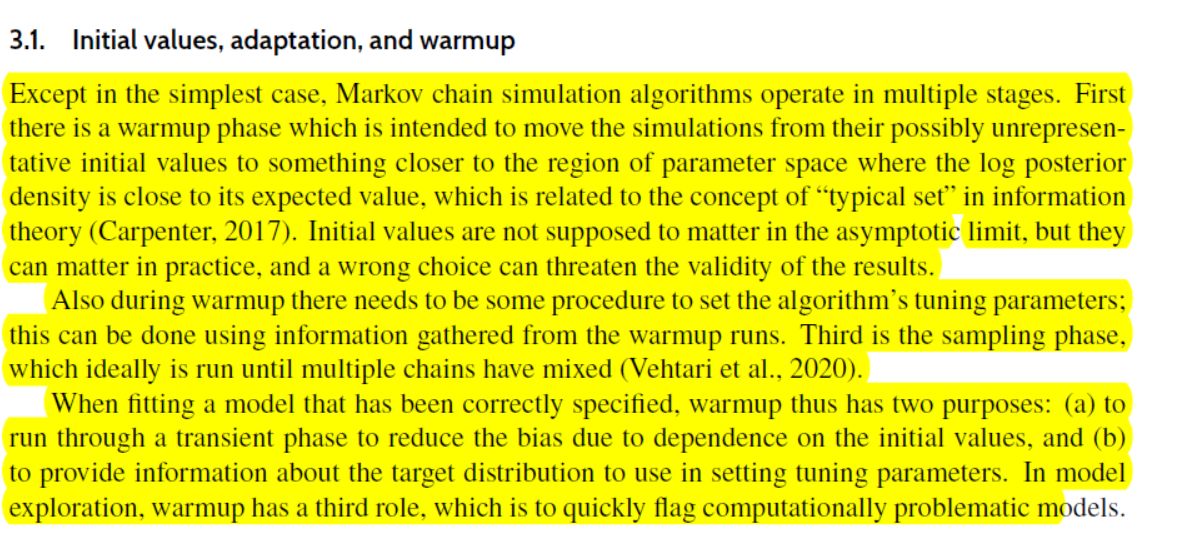 3.1. Initial values, adaptation, and warmup
Except in the simplest case, Markov chain simulation algorithms operate in multiple stages. First
there is a warmup phase which is intended to move the simulations from their possibly unrepresen-
tative initial values to something closer to the region of parameter space where the log posterior
density is close to its expected value, which is related to the concept of “typical set” in information
theory (Carpenter, 2017). Initial values are not supposed to matter in the asymptotic limit, but they
can matter in practice, and a wrong choice can threaten the validity of the results.
Also during warmup there needs to be some procedure to set the algorithm’s tuning parameters;
this can be done using information gathered from the warmup runs. Third is the sampling phase,
which ideally is run until multiple chains have mixed (Vehtari et al., 2020).
When fitting a model that has been correctly specified, warmup thus has two purposes: (a) to
run through a transient phase to reduce the bias due to dependence on the initial values, and (b)
to provide information about the target distribution to use in setting tuning parameters. In model
exploration, warmup has a third role, which is to quickly flag computationally problematic models.